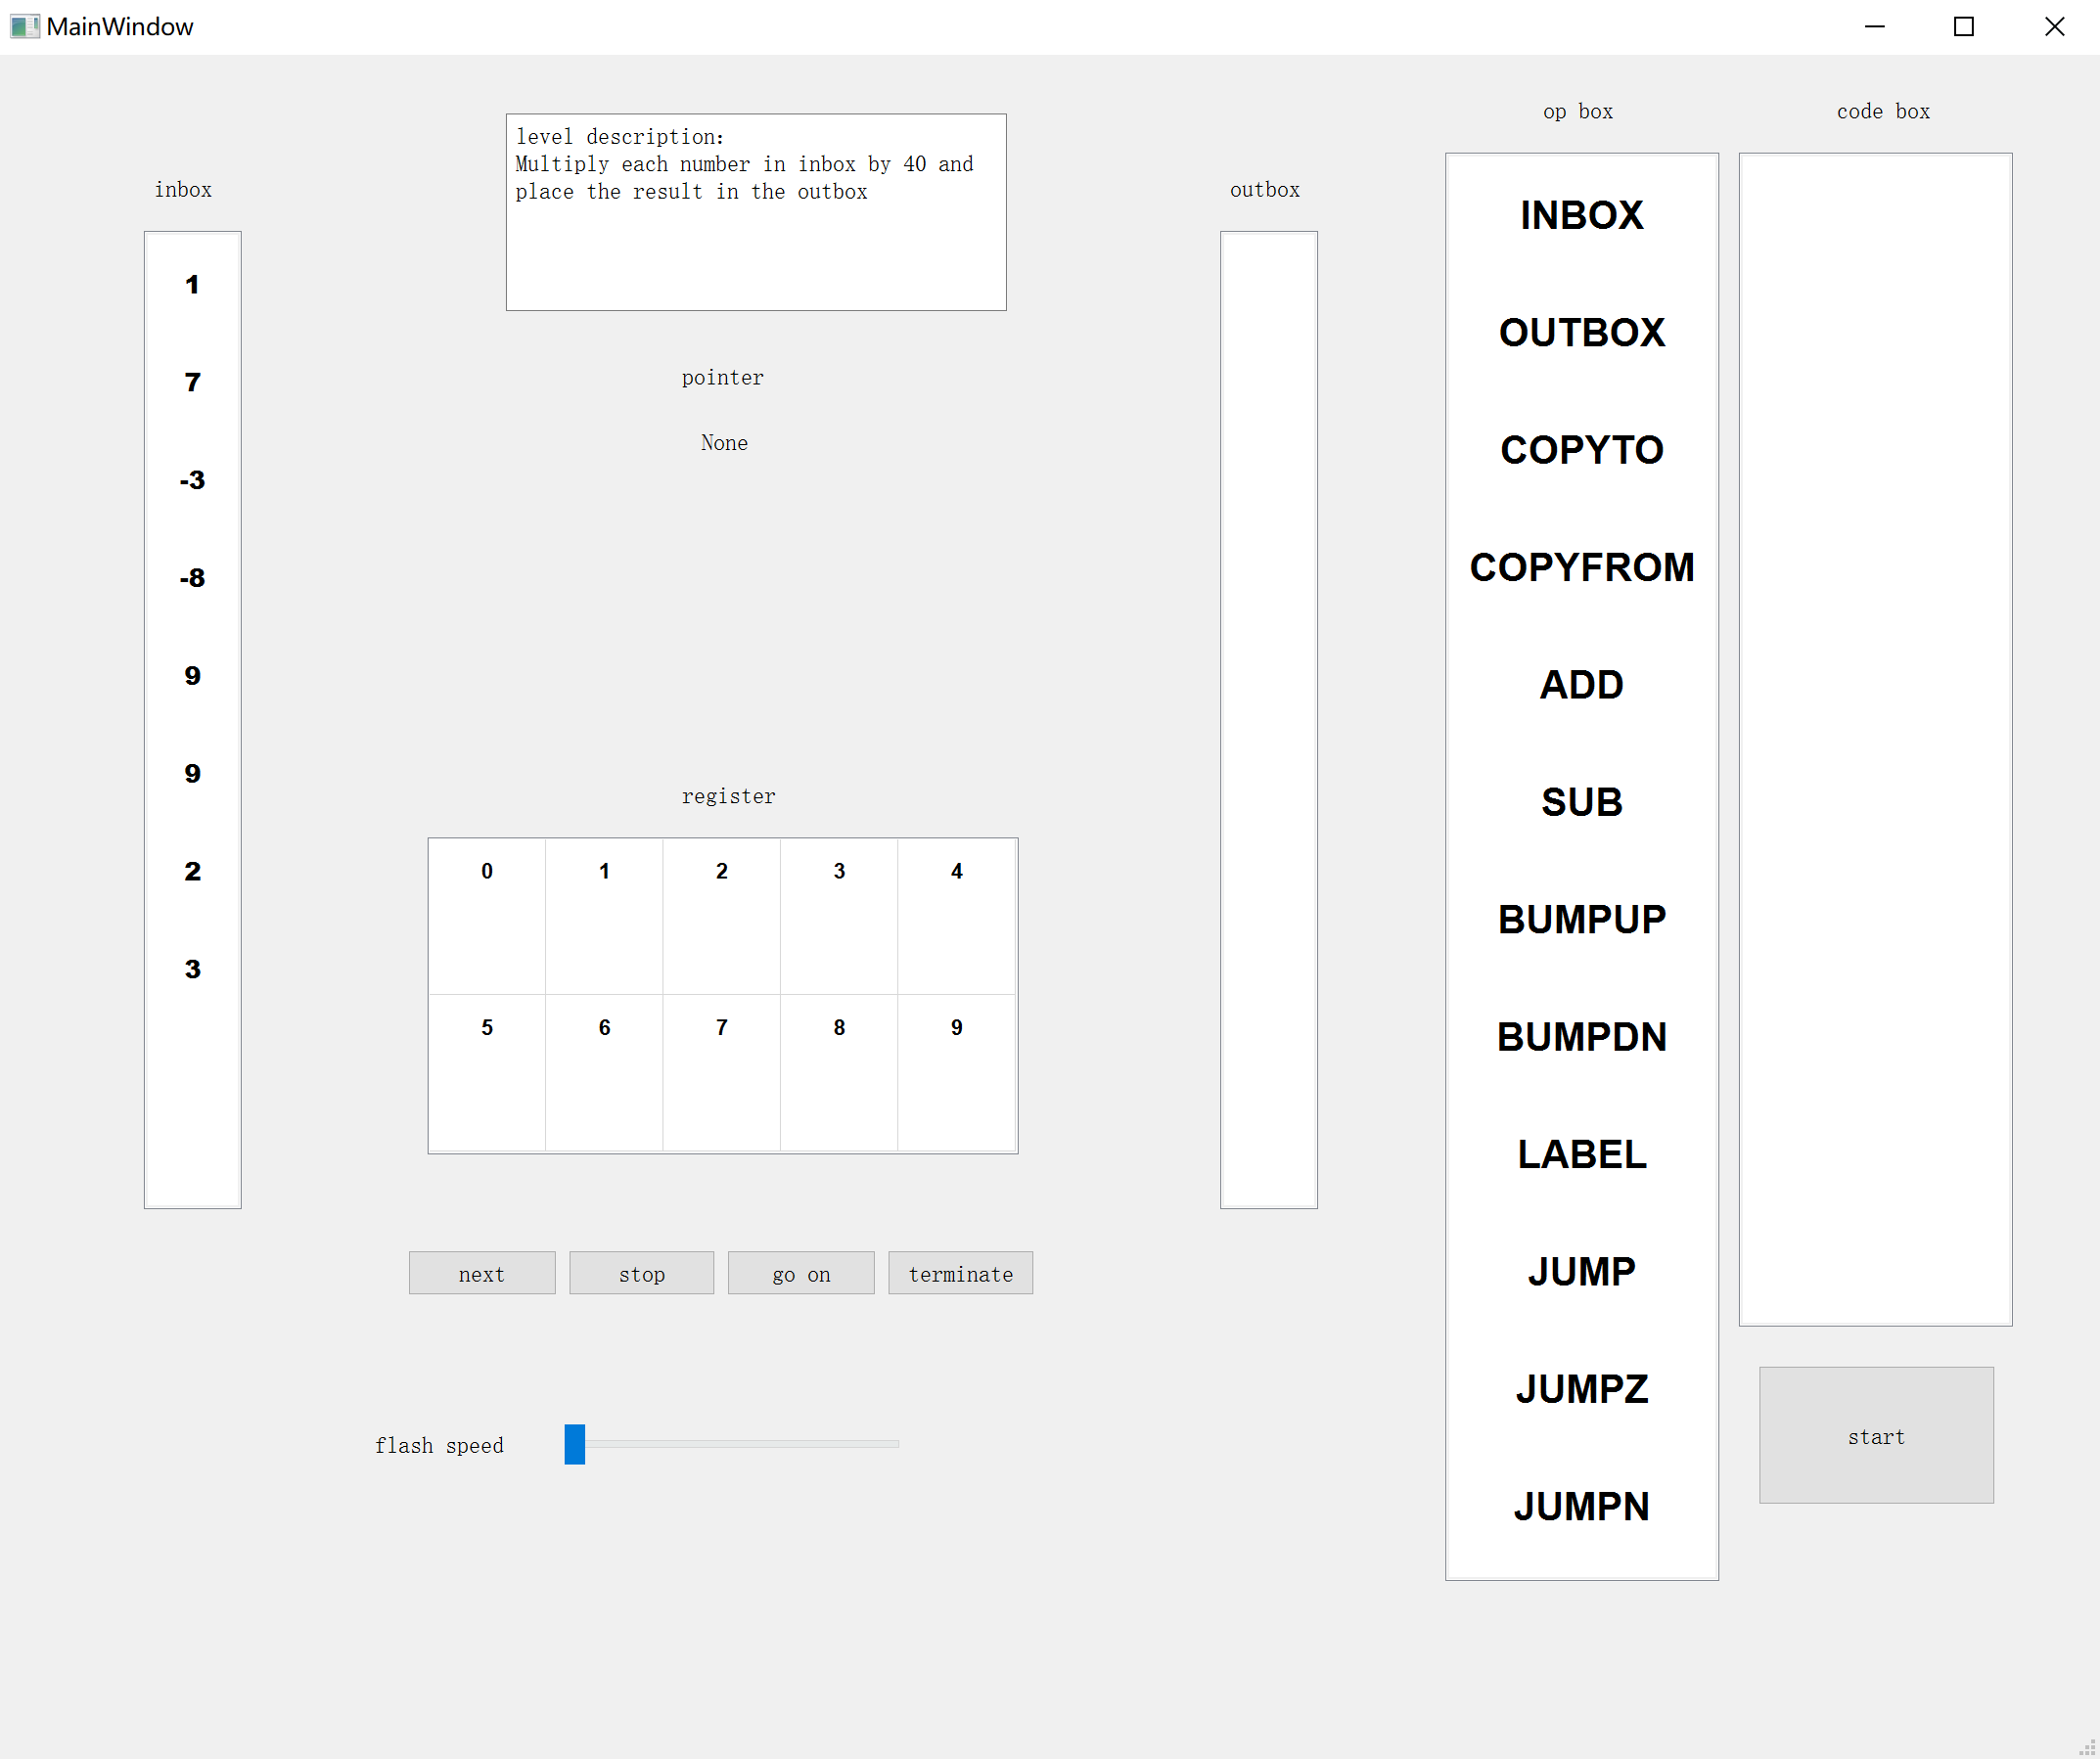 MainWindow
level description:
Multiply each number in inbox by 40 and
place the result in the outbox
inbox
1
7
-3
-8
9
9
2
3
pointer
None
register
0 1 2 3 4
5 6 7 8 9
next stop go on terminate
flash speed
outbox
op box
INBOX
OUTBOX
COPYTO
COPYFROM
ADD
SUB
BUMPUP
BUMPDN
LABEL
JUMP
JUMPZ
JUMPN
code box
start